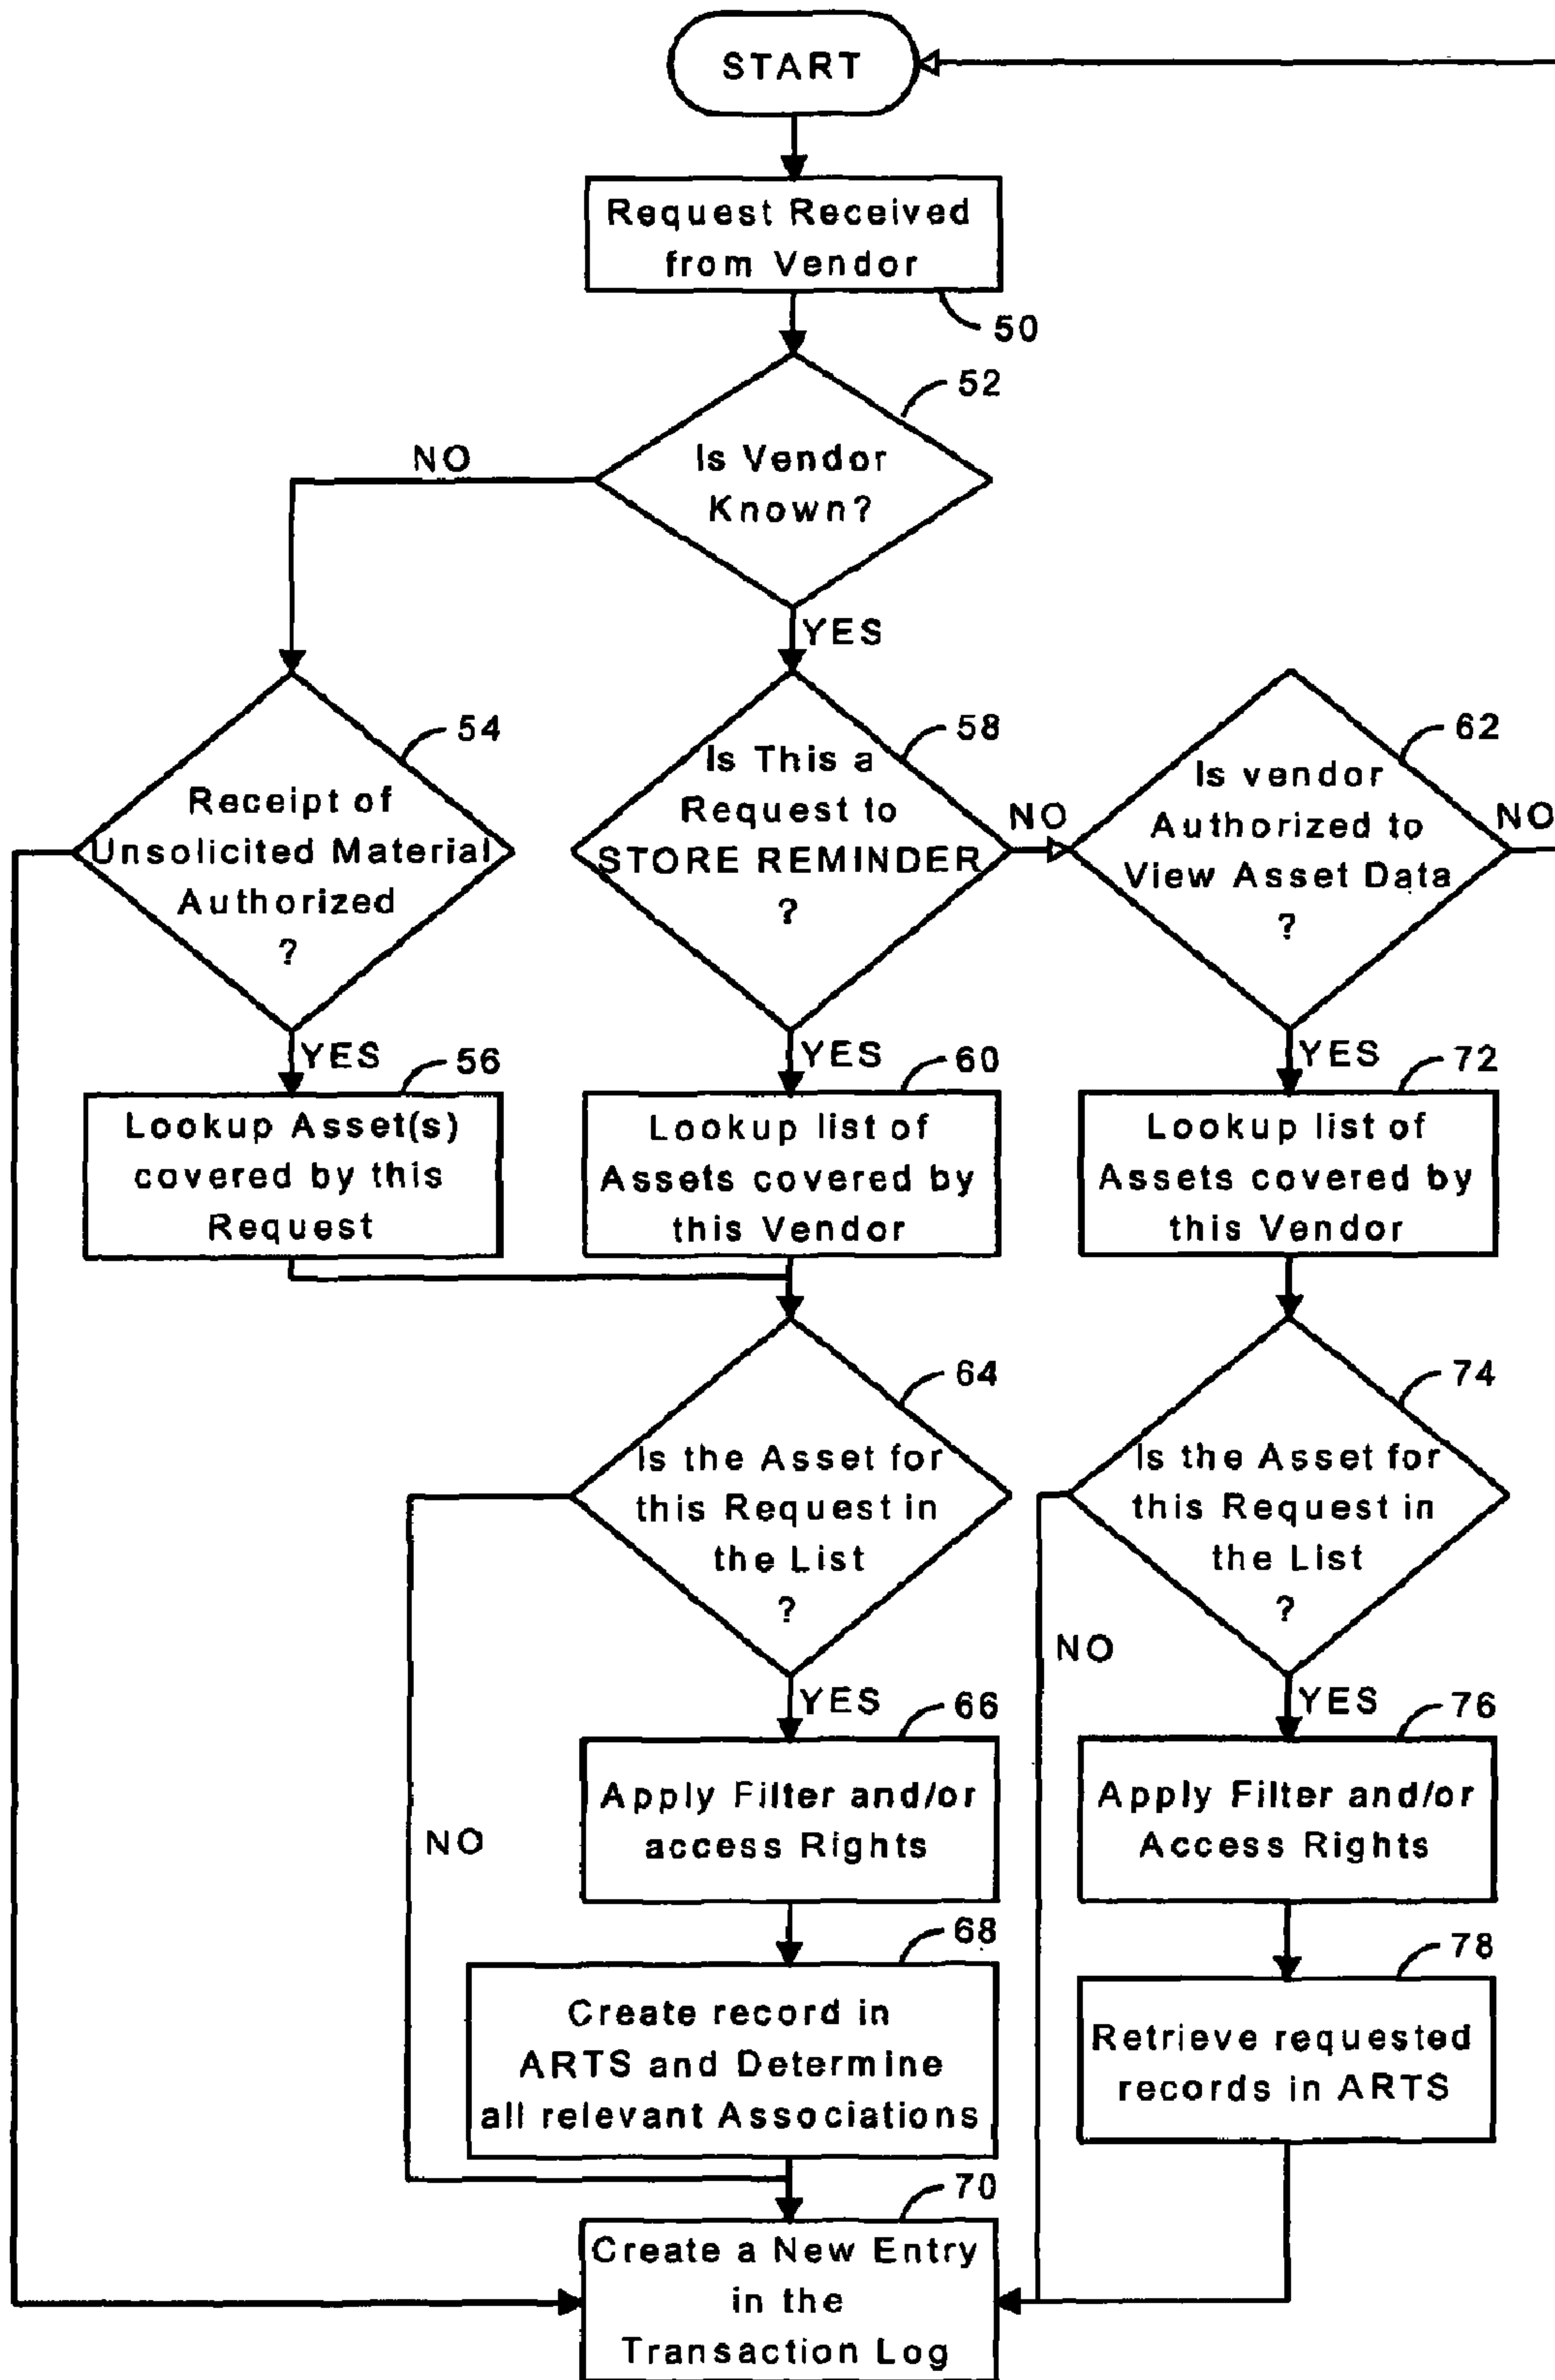 START
Request Received
from Vendor
50
52
Is Vendor
Known?
NO
YES
54
Receipt of
Unsolicited Material
Authorized
?
58
Is This a
Request to
STORE REMINDER
?
NO
62
Is vendor
Authorized to
View Asset Data
?
NO
YES
56
Lookup Asset(s)
covered by this
Request
YES
60
Lookup list of
Assets covered by
this Vendor
YES
72
Lookup list of
Assets covered by
this Vendor
64
Is the Asset for
this Request in
the List
?
74
Is the Asset for
this Request in
the List
?
NO
YES
66
Apply Filter and/or
access Rights
NO
YES
76
Apply Filter and/or
Access Rights
68
Create record in
ARTS and Determine
all relevant Associations
78
Retrieve requested
records in ARTS
70
Create a New Entry
in the
Transaction Log